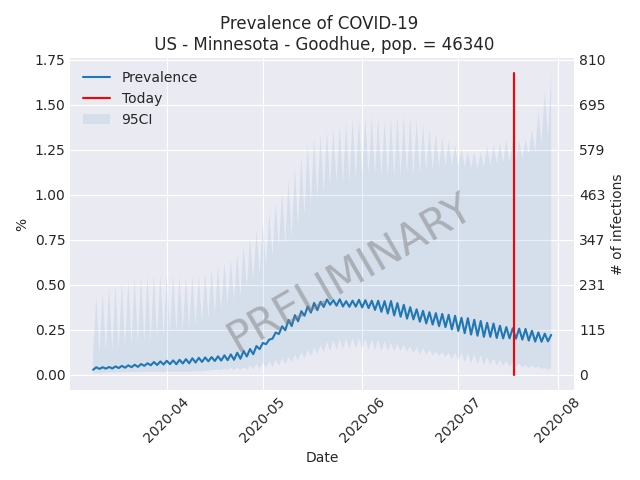 Prevalence of COVID-19
US - Minnesota - Goodhue, pop. = 46340
Prevalence
Today
95CI
PRELIMINARY
%
1.75
1.50
1.25
1.00
0.75
0.50
0.25
0.00
810
695
579
463
347
231
115
0
# of infections
2020-04
2020-05
2020-06
2020-07
2020-08
Date